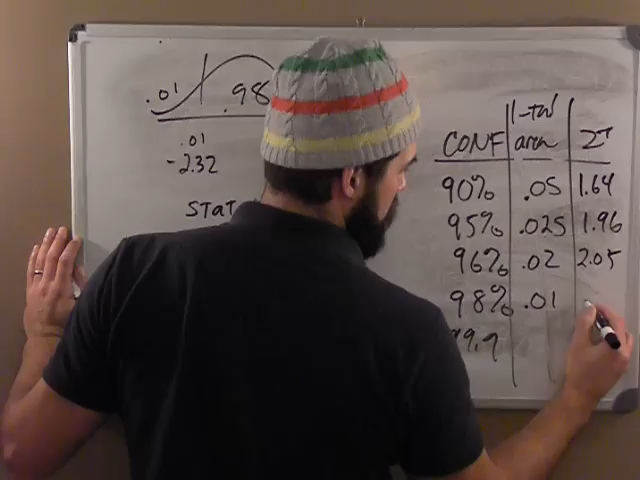 .01 .98
.01
-2.32
STAT
CONF 1-Tail area Z*
90% .05 1.64
95% .025 1.96
96% .02 2.05
98% .01
99.9